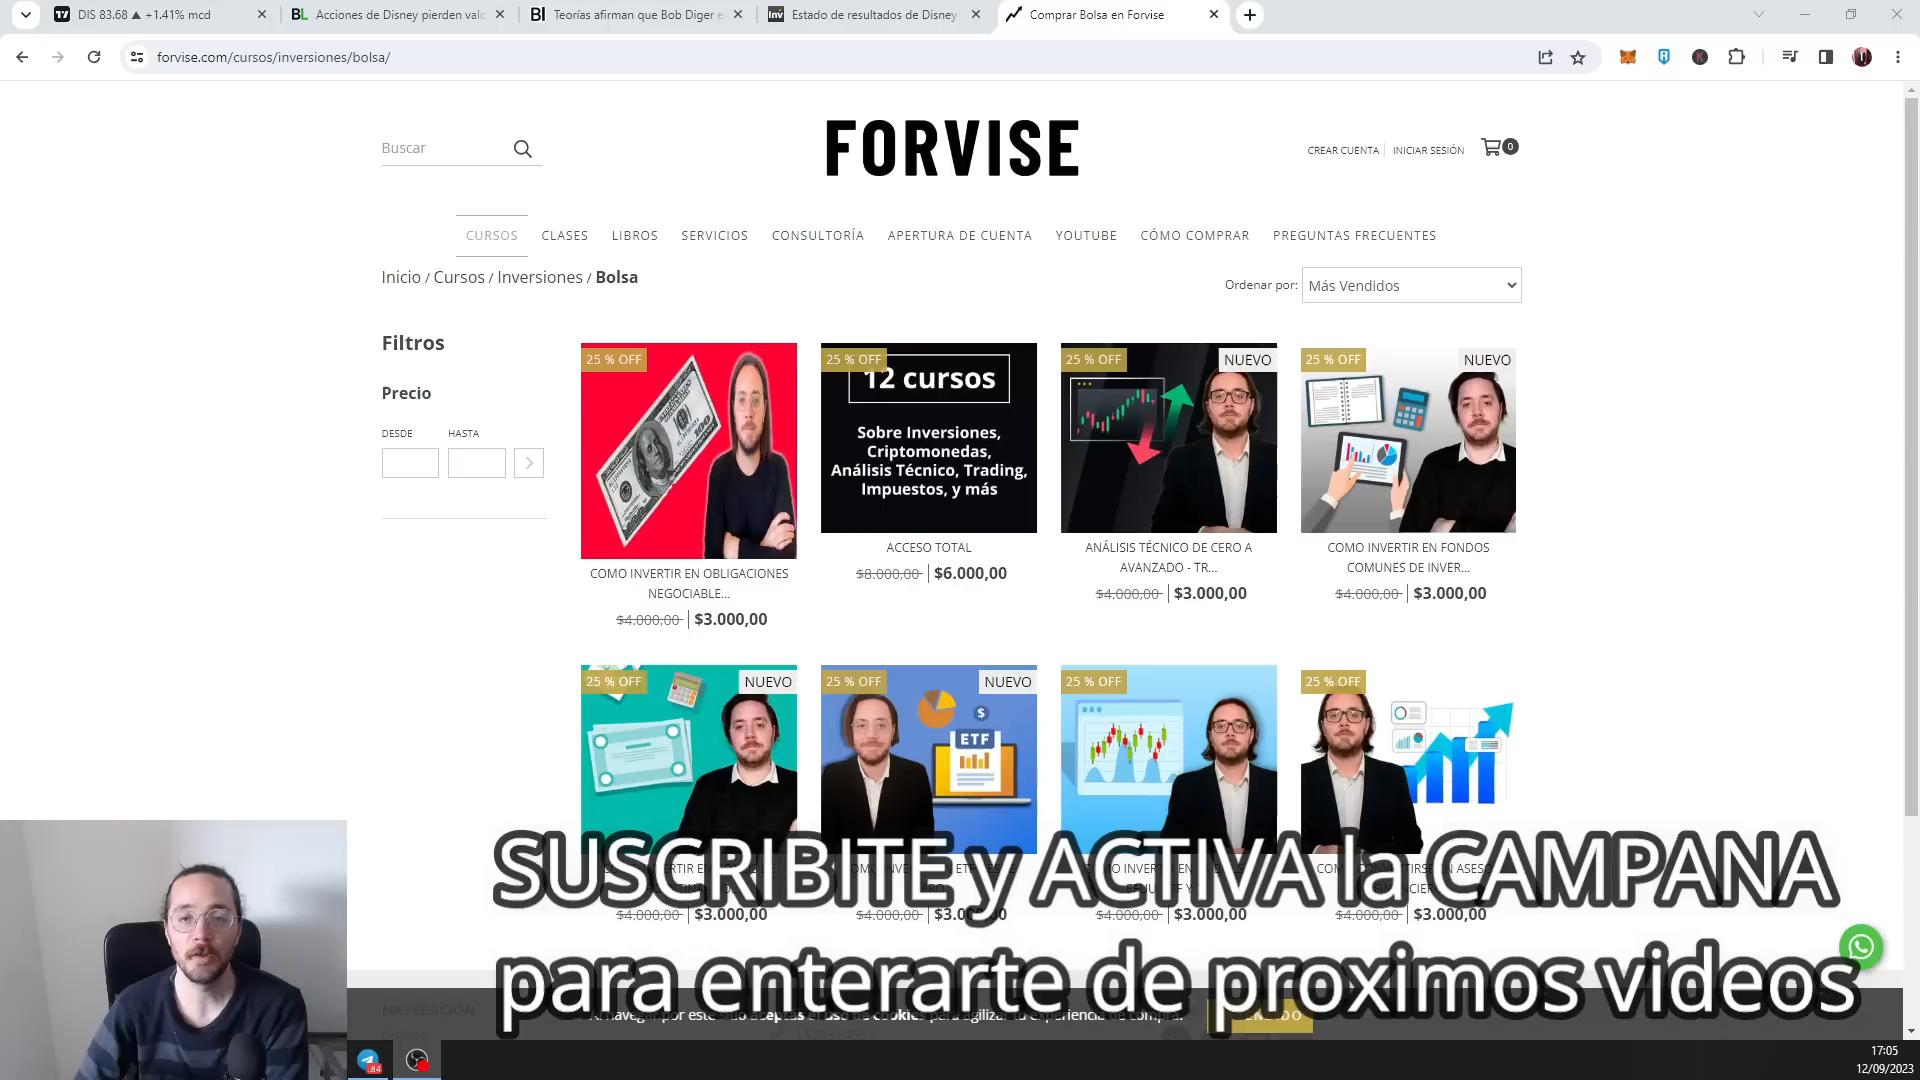 DIS 83.68 ▲ +1.41% mcd
Acciones de Disney pierden valo
Teorías afirman que Bob Diger e
Estado de resultados de Disney
Comprar Bolsa en Forvise
forvise.com/cursos/inversiones/bolsa/
Buscar
FORVISE
CREAR CUENTA
INICIAR SESIÓN
0
CURSOS
CLASES
LIBROS
SERVICIOS
CONSULTORÍA
APERTURA DE CUENTA
YOUTUBE
CÓMO COMPRAR
PREGUNTAS FRECUENTES
Inicio / Cursos / Inversiones / Bolsa
Ordenar por:
Más Vendidos
Filtros
Precio
DESDE
HASTA
25 % OFF
COMO INVERTIR EN OBLIGACIONES
NEGOCIABLE...
$4.000,00
$3.000,00
25 % OFF
12 cursos
Sobre Inversiones,
Criptomonedas,
Análisis Técnico, Trading,
Impuestos, y más
ACCESO TOTAL
$8.000,00
$6.000,00
25 % OFF
NUEVO
ANÁLISIS TÉCNICO DE CERO A
AVANZADO - TR...
$4.000,00
$3.000,00
25 % OFF
NUEVO
COMO INVERTIR EN FONDOS
COMUNES DE INVER...
$4.000,00
$3.000,00
25 % OFF
NUEVO
$4.000,00
$3.000,00
25 % OFF
NUEVO
ETF
$4.000,00
25 % OFF
$4.000,00
$3.000,00
25 % OFF
$4.000,00
$3.000,00
SUSCRIBITE y ACTIVA la CAMPANA
para enterarte de proximos videos
NAVEGACIÓN
84
17:05
12/09/2023